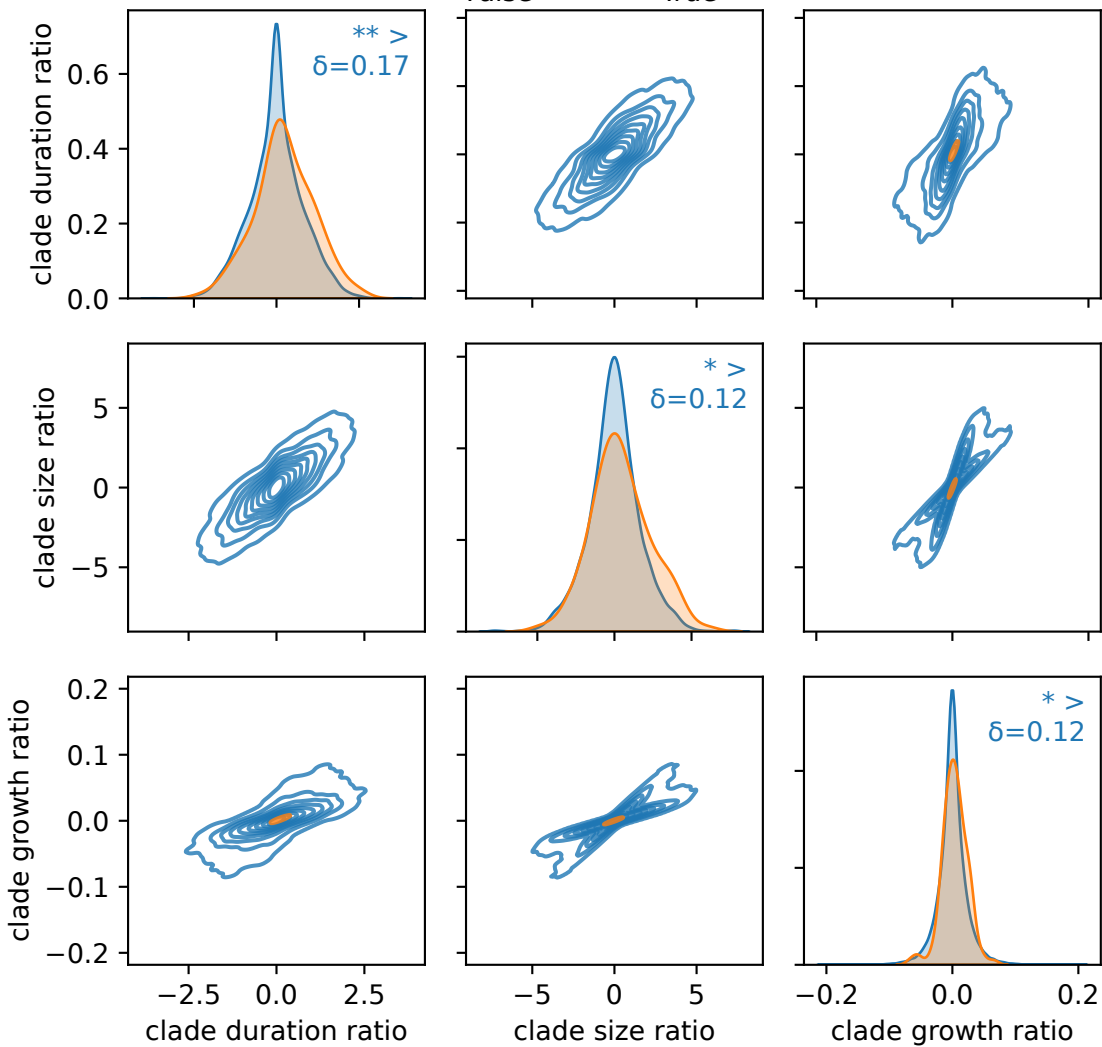 clade duration ratio
0.6
0.4
0.2
0.0
** >
δ=0.17
clade size ratio
5
0
−5
* >
δ=0.12
clade growth ratio
0.2
0.1
0.0
−0.1
−0.2
* >
δ=0.12
−2.5 0.0 2.5
−5 0 5
−0.2 0.0 0.2
clade duration ratio
clade size ratio
clade growth ratio